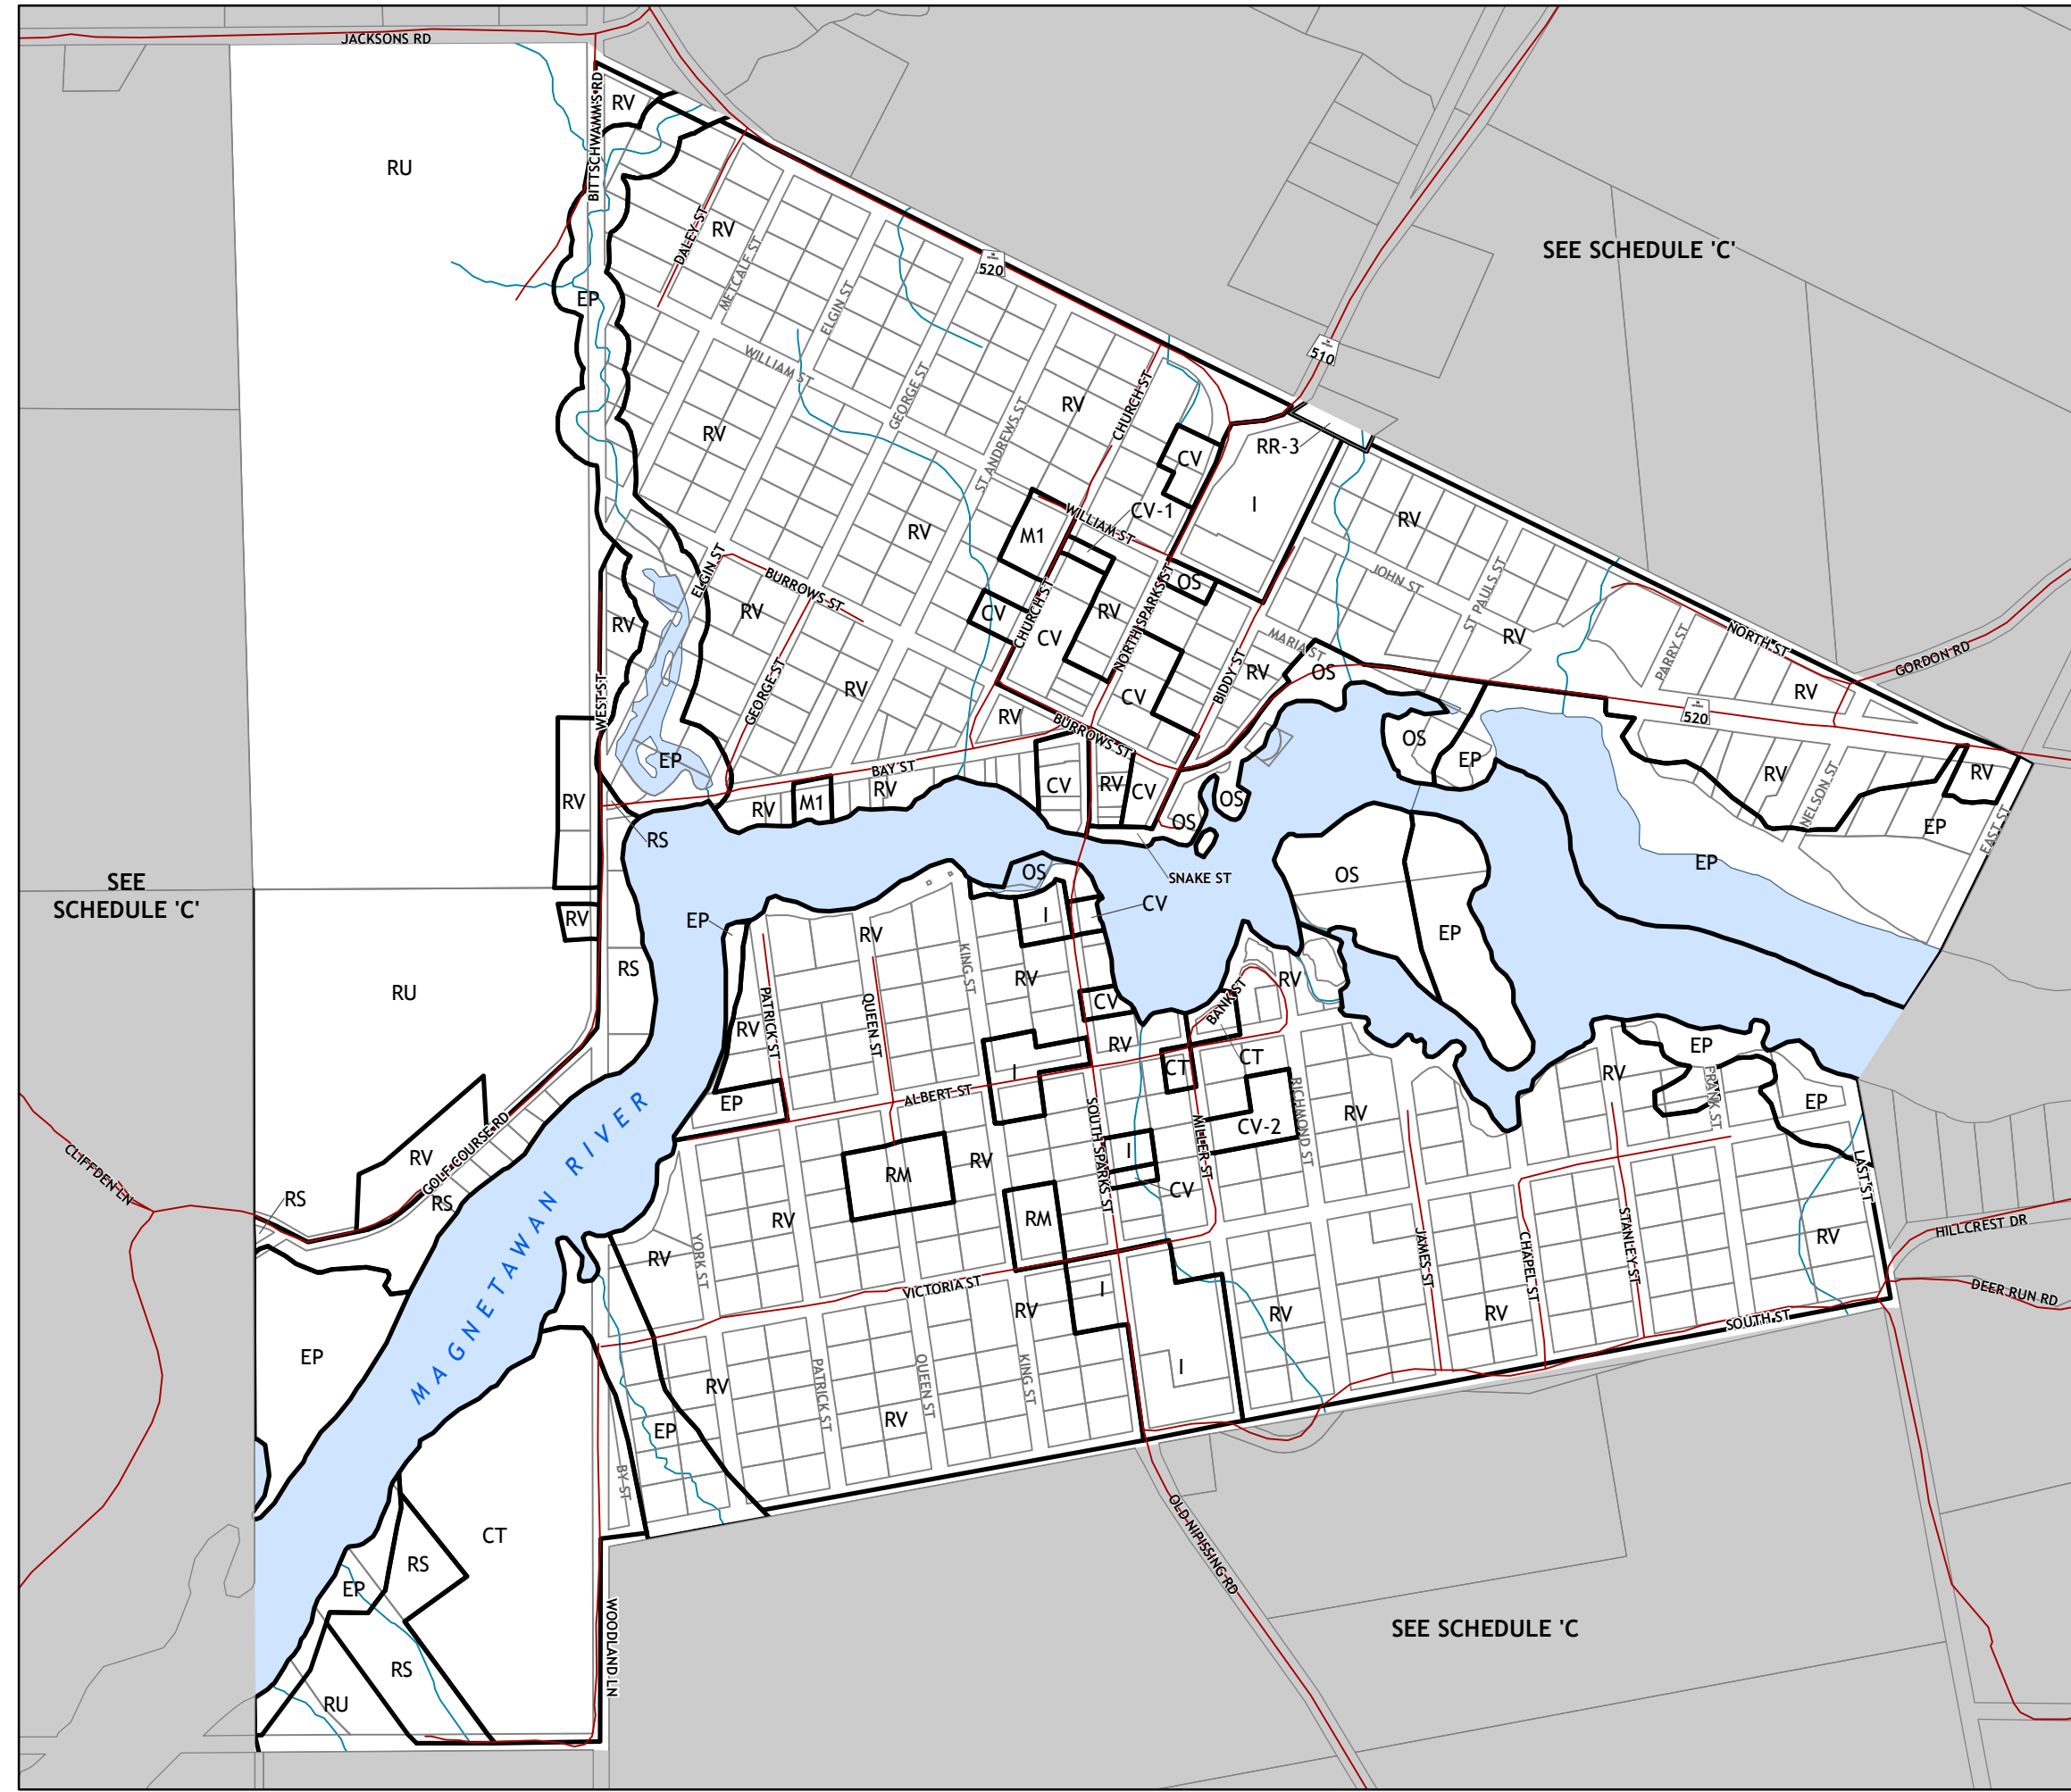 JACKSONS RD
RV
BITTSCHWAMMS RD
RU
DALEY ST
RV
METCALF ST
520
SEE SCHEDULE 'C'
EP
ELGIN ST
510
WILLIAM ST
GEORGE ST
RV
CHURCH ST
RV
ST ANDREWS ST
CV
RR-3
I
CV-1
WILLIAM ST
RV
M1
RV
ELGIN ST
BURROWS ST
RV
RV
CV
CHURCH ST
CV
RV
NORTH SPARKS ST
OS
JOHN ST
ST PAULS ST
RV
MARIA ST
BIDDY ST
RV
OS
PARRY ST
NORTH ST
GORDON RD
RV
520
WEST ST
GEORGE ST
RV
RV
CV
BURROWS ST
OS
EP
EP
BAY ST
RV
RV
M1
RV
CV
RV
CV
OS
OS
RV
NELSON ST
RV
EP
EAST ST
EP
RS
SNAKE ST
SEE
SCHEDULE 'C'
OS
OS
RV
EP
I
CV
RV
KING ST
EP
RS
RV
RV
RU
PATRICK ST
QUEEN ST
RV
CV
BANK ST
RV
I
CT
CT
EP
RV
FRANK ST
EP
EP
ALBERT ST
SOUTH SPARKS ST
MILLER ST
RICHMOND ST
RV
CV-2
MAGNETAWAN RIVER
CLIFFDEN LN
RV
GOLF COURSE RD
RS
RS
RM
RV
I
CV
RM
RV
LAST ST
HILLCREST DR
RV
YORK ST
RV
VICTORIA ST
RV
I
RV
JAMES ST
CHAPEL ST
STANLEY ST
RV
SOUTH ST
DEER RUN RD
EP
RV
PATRICK ST
QUEEN ST
KING ST
RV
I
EP
BY ST
CT
OLD NIPISSING RD
RS
EP
WOODLAND LN
SEE SCHEDULE 'C
RS
RU